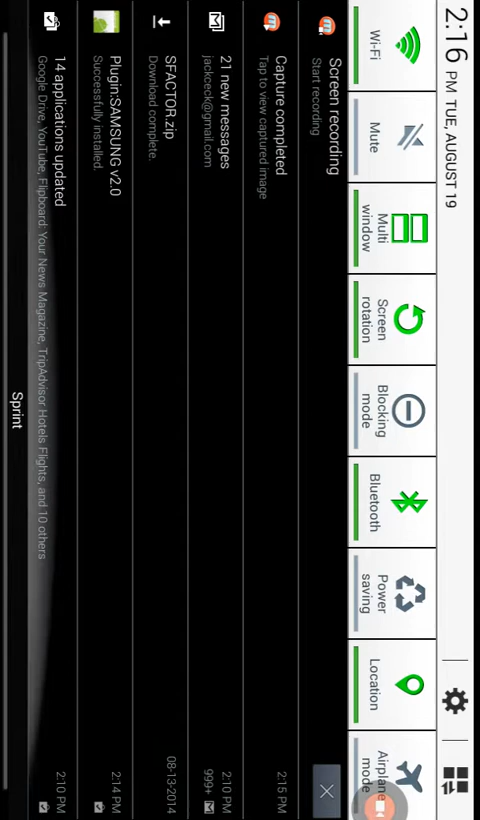 2:16 PM TUE, AUGUST 19
Wi-Fi
Mute
Multi
window
Screen
rotation
Blocking
mode
Bluetooth
Power
saving
Location
Airplane
mode
Screen recording
Start recording
Capture completed
2:15 PM
Tap to view captured image
21 new messages
2:10 PM
jackceck@gmail.com
999+
SFACTOR.zip
08-13-2014
Download complete.
Plugin:SAMSUNG v2.0
2:14 PM
Successfully installed.
14 applications updated
2:10 PM
Google Drive, YouTube, Flipboard: Your News Magazine, TripAdvisor Hotels Flights, and 10 others
Sprint